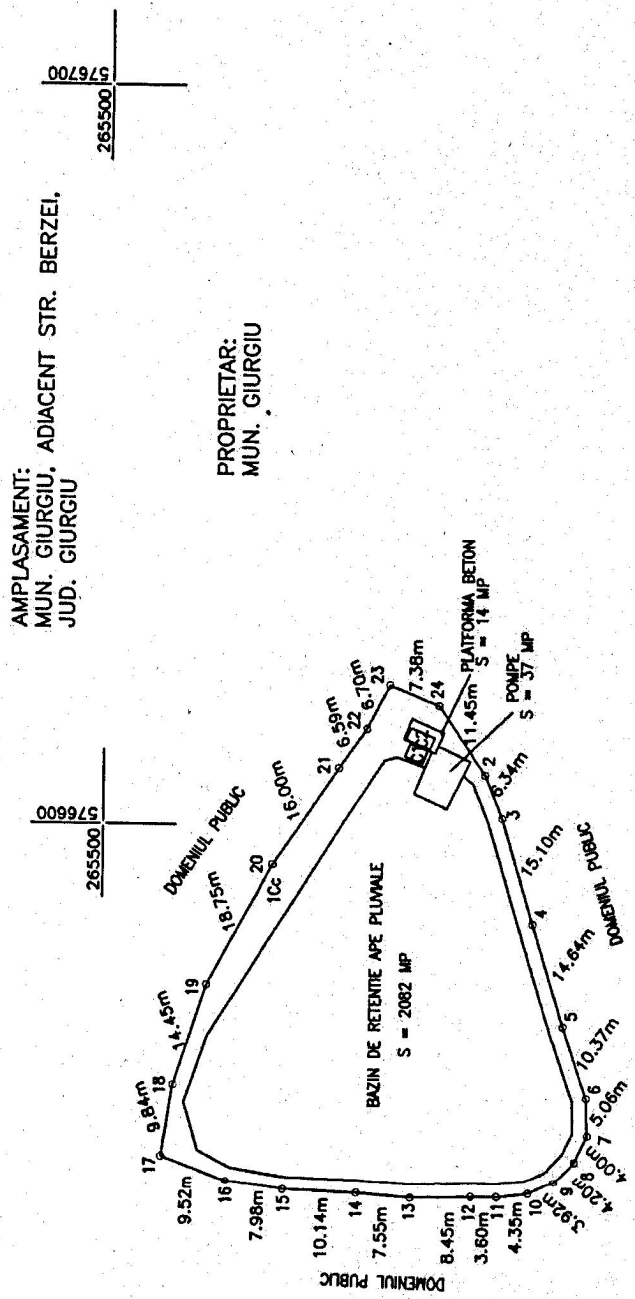 AMPLASAMENT:
MUN. GIURGIU, ADIACENT STR. BERZEI,
JUD. GIURGIU
576700
265500
PROPRIETAR:
MUN. GIURGIU
576600
265500
DOMENIUL PUBLIC
17
9.84m
18
14.45m
19
18.75m
20
1Cc
16.00m
21
6.59m
22
6.70m
23
7.38m
24
11.45m
2
6.34m
3
15.10m
4
14.64m
5
10.37m
6
5.06m
7
4.00m
8
4.20m
9
3.92m
10
4.35m
11
3.60m
12
8.45m
13
7.55m
14
10.14m
15
7.98m
16
9.52m
BAZIN DE RETENTIE APE PLUVIALE
S = 2082 MP
PLATFORMA BETON
S = 14 MP
POMPE
S = 37 MP
DOMENIUL PUBLIC
DOMENIUL PUBLIC